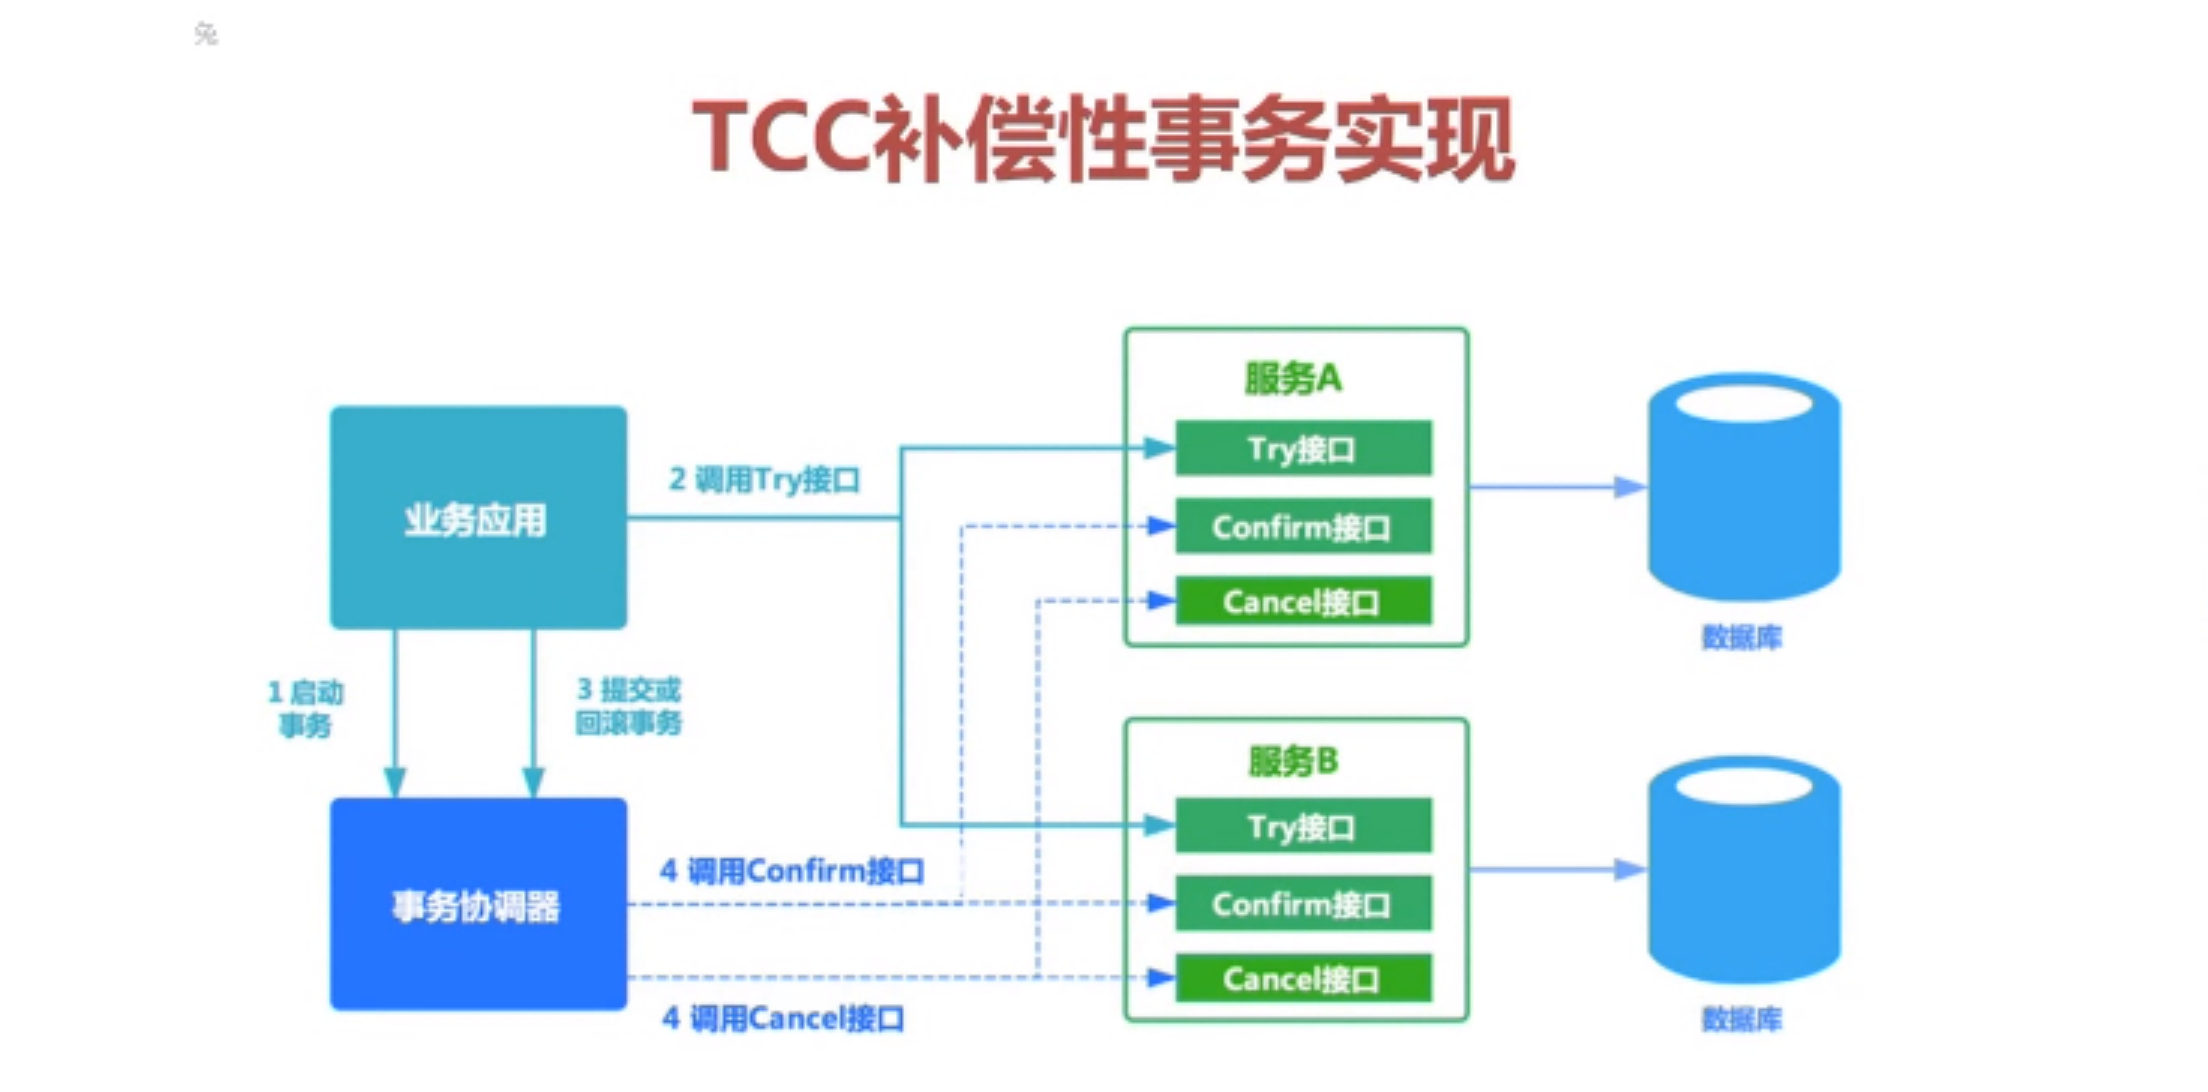 兔
TCC补偿性事务实现
服务A
Try接口
Confirm接口
Cancel接口
数据库
业务应用
2 调用Try接口
1 启动
事务
3 提交或
回滚事务
服务B
Try接口
Confirm接口
Cancel接口
数据库
事务协调器
4 调用Confirm接口
4 调用Cancel接口